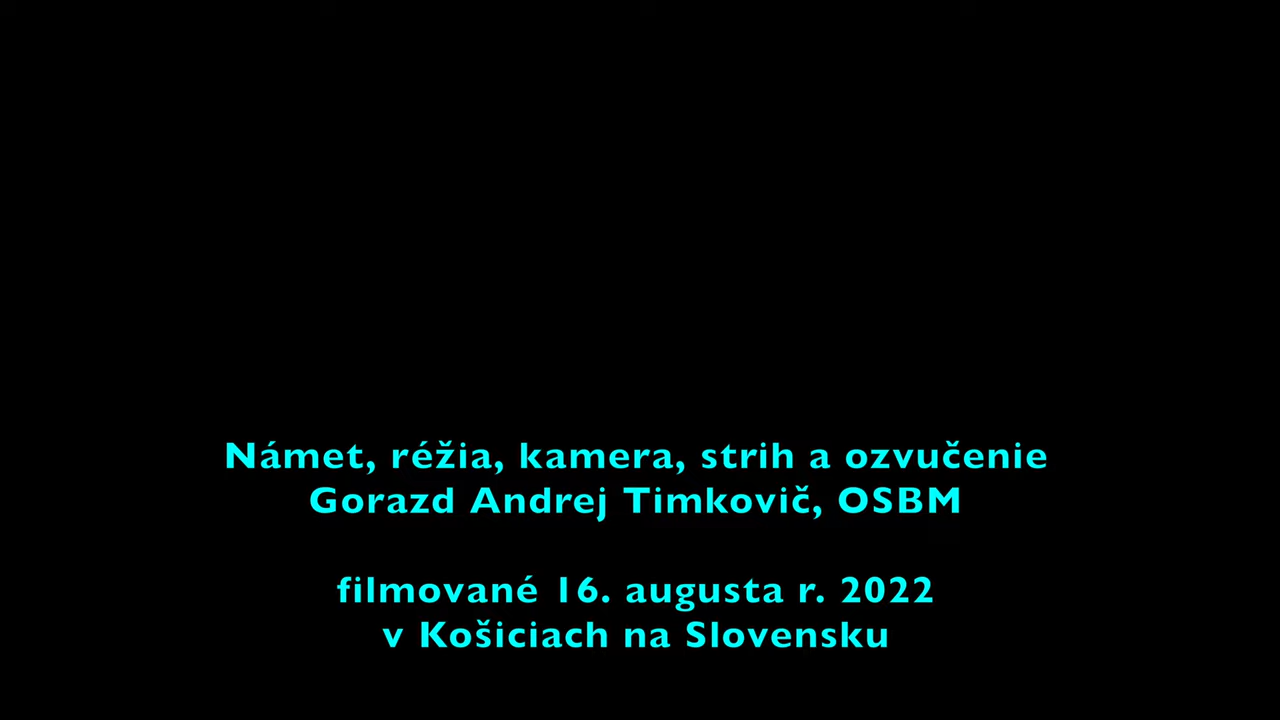 Námet, réžia, kamera, strih a ozvučenie
Gorazd Andrej Timkovič, OSBM
filmované 16. augusta r. 2022
v Košiciach na Slovensku